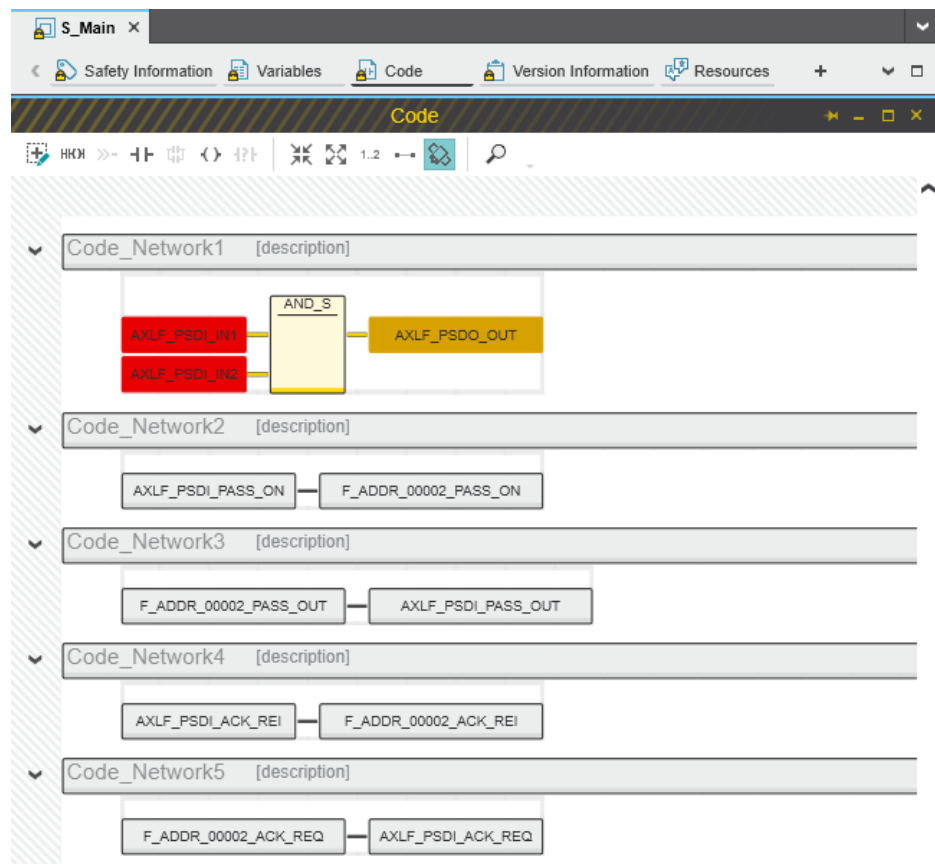 S_Main
Safety Information Variables Code Version Information Resources
Code
1..2
Code_Network1 [description]
AND_S
AXLF_PSDI_IN1 AXLF_PSDO_OUT
AXLF_PSDI_IN2
Code_Network2 [description]
AXLF_PSDI_PASS_ON F_ADDR_00002_PASS_ON
Code_Network3 [description]
F_ADDR_00002_PASS_OUT AXLF_PSDI_PASS_OUT
Code_Network4 [description]
AXLF_PSDI_ACK_REI F_ADDR_00002_ACK_REI
Code_Network5 [description]
F_ADDR_00002_ACK_REQ AXLF_PSDI_ACK_REQ